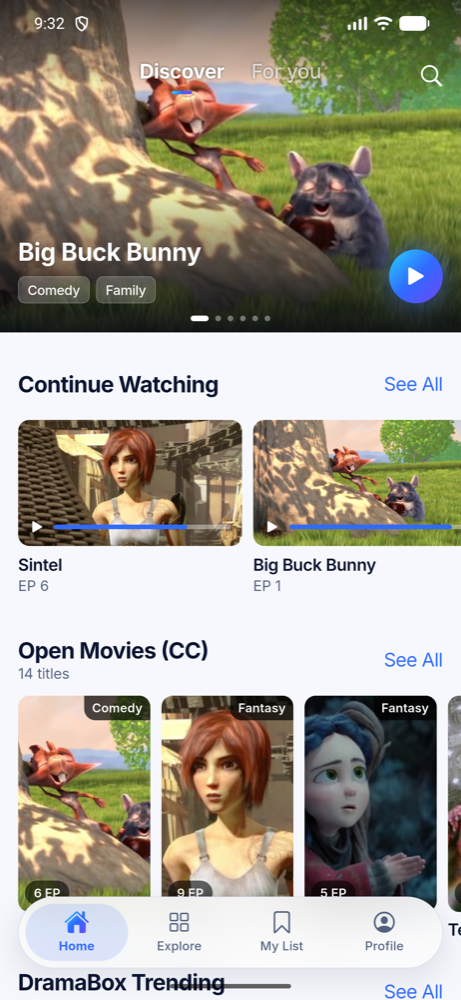 9:32
Discover For you
Big Buck Bunny
Comedy Family
Continue Watching See All
Sintel Big Buck Bunny
EP 6 EP 1
Open Movies (CC) See All
14 titles
Comedy Fantasy Fantasy
6 EP 9 EP 5 EP
Te
Home Explore My List Profile
DramaBox Trending See All